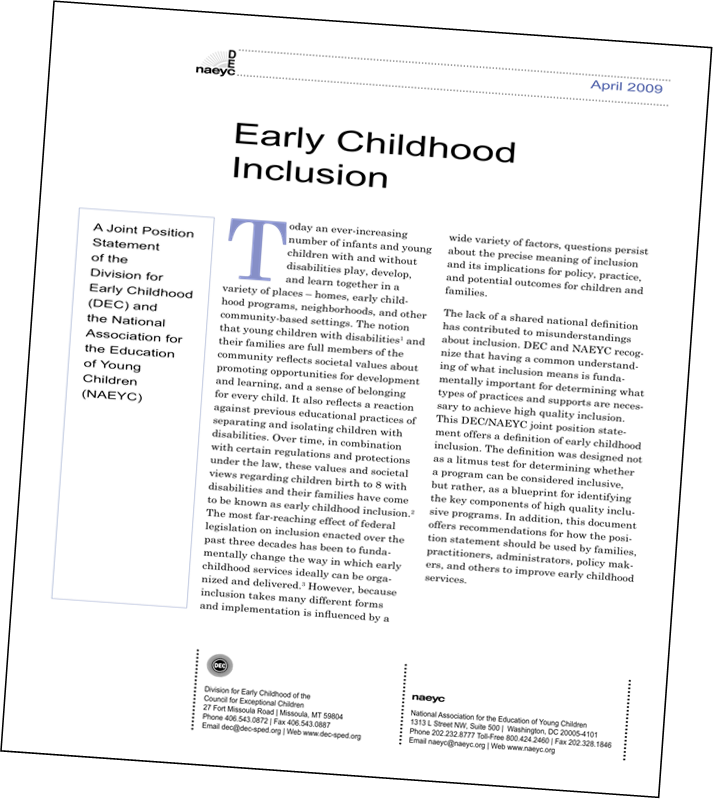 DEC
naeyc
April 2009
Early Childhood
Inclusion
A Joint Position
Statement
of the
Division for
Early Childhood
(DEC) and
the National
Association for
the Education
of Young
Children
(NAEYC)
Today an ever-increasing
number of infants and young
children with and without
disabilities play, develop,
and learn together in a
variety of places – homes, early child-
hood programs, neighborhoods, and other
community-based settings. The notion
that young children with disabilities¹ and
their families are full members of the
community reflects societal values about
promoting opportunities for development
and learning, and a sense of belonging
for every child. It also reflects a reaction
against previous educational practices of
separating and isolating children with
disabilities. Over time, in combination
with certain regulations and protections
under the law, these values and societal
views regarding children birth to 8 with
disabilities and their families have come
to be known as early childhood inclusion.²
The most far-reaching effect of federal
legislation on inclusion enacted over the
past three decades has been to funda-
mentally change the way in which early
childhood services ideally can be orga-
nized and delivered.³ However, because
inclusion takes many different forms
and implementation is influenced by a
wide variety of factors, questions persist
about the precise meaning of inclusion
and its implications for policy, practice,
and potential outcomes for children and
families.
The lack of a shared national definition
has contributed to misunderstandings
about inclusion. DEC and NAEYC recog-
nize that having a common understand-
ing of what inclusion means is funda-
mentally important for determining what
types of practices and supports are neces-
sary to achieve high quality inclusion.
This DEC/NAEYC joint position state-
ment offers a definition of early childhood
inclusion. The definition was designed not
as a litmus test for determining whether
a program can be considered inclusive,
but rather, as a blueprint for identifying
the key components of high quality inclu-
sive programs. In addition, this document
offers recommendations for how the posi-
tion statement should be used by families,
practitioners, administrators, policy mak-
ers, and others to improve early childhood
services.
DEC
Division for Early Childhood of the
Council for Exceptional Children
27 Fort Missoula Road | Missoula, MT 59804
Phone 406.543.0872 | Fax 406.543.0887
Email dec@dec-sped.org | Web www.dec-sped.org
naeyc
National Association for the Education of Young Children
1313 L Street NW, Suite 500 | Washington, DC 20005-4101
Phone 202.232.8777 Toll-Free 800.424.2460 | Fax 202.328.1846
Email naeyc@naeyc.org | Web www.naeyc.org